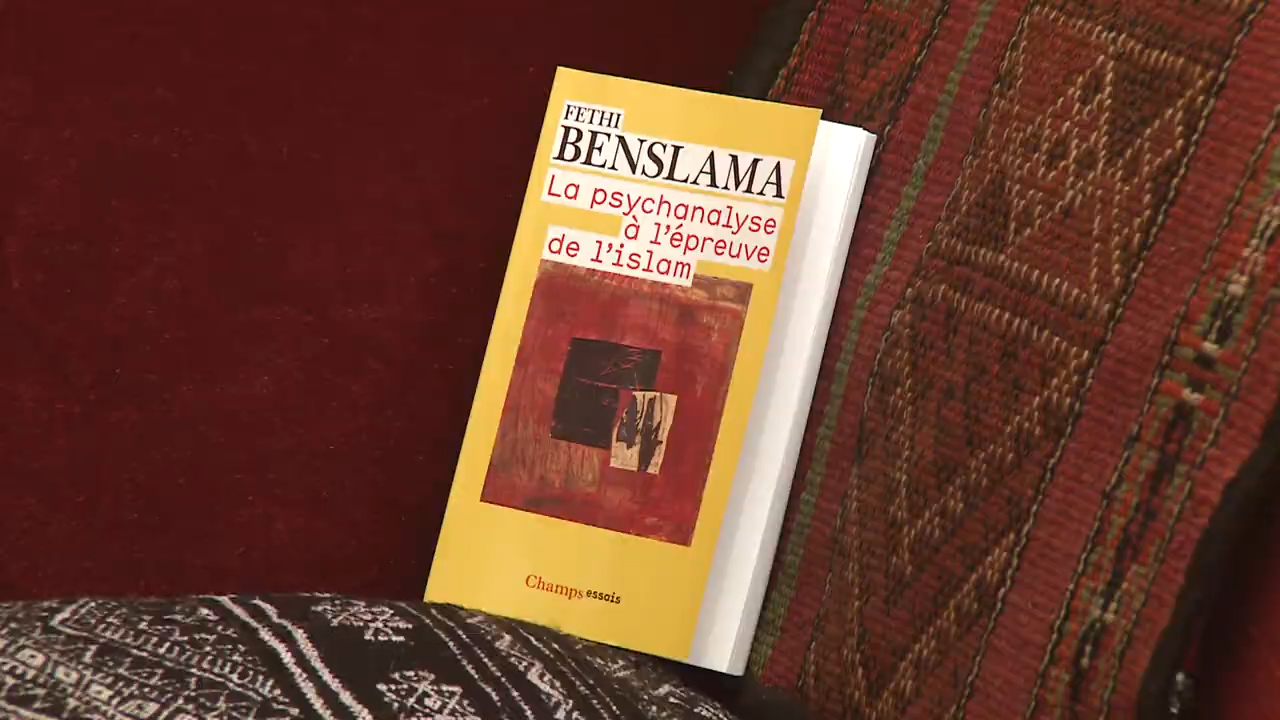 FETHI
BENSLAMA
La psychanalyse
à l'épreuve
de l'islam
Champs essais